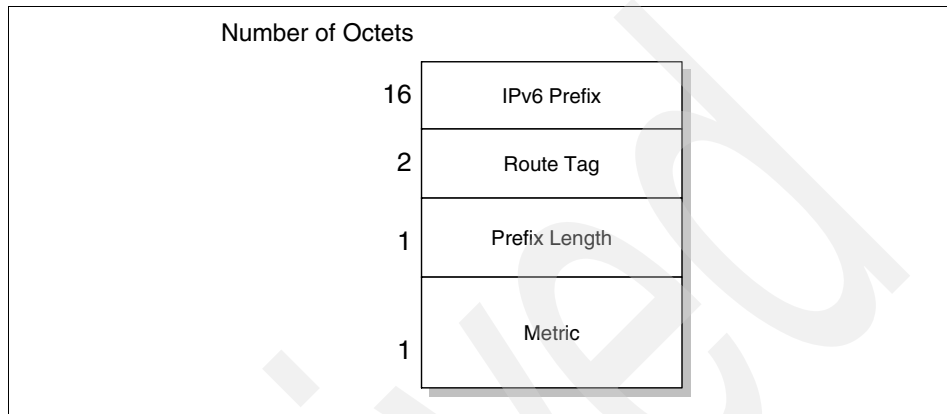 Number of Octets
16 IPv6 Prefix
2 Route Tag
1 Prefix Length
1 Metric